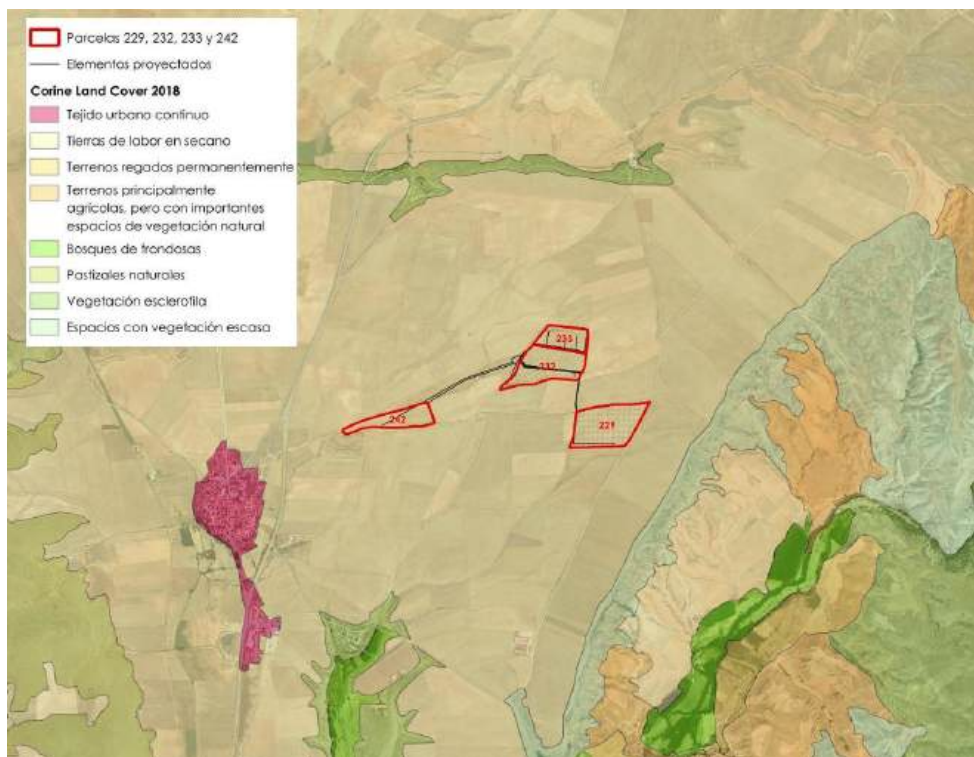 Parcelas 229, 232, 233 y 242
Elementos proyectados
Corine Land Cover 2018
Tejido urbano continuo
Tierras de labor en secano
Terrenos regados permanentemente
Terrenos principalmente
agrícolas, pero con importantes
espacios de vegetación natural
Bosques de frondosas
Pastizales naturales
Vegetación esclerofila
Espacios con vegetación escasa
233
232
242
229